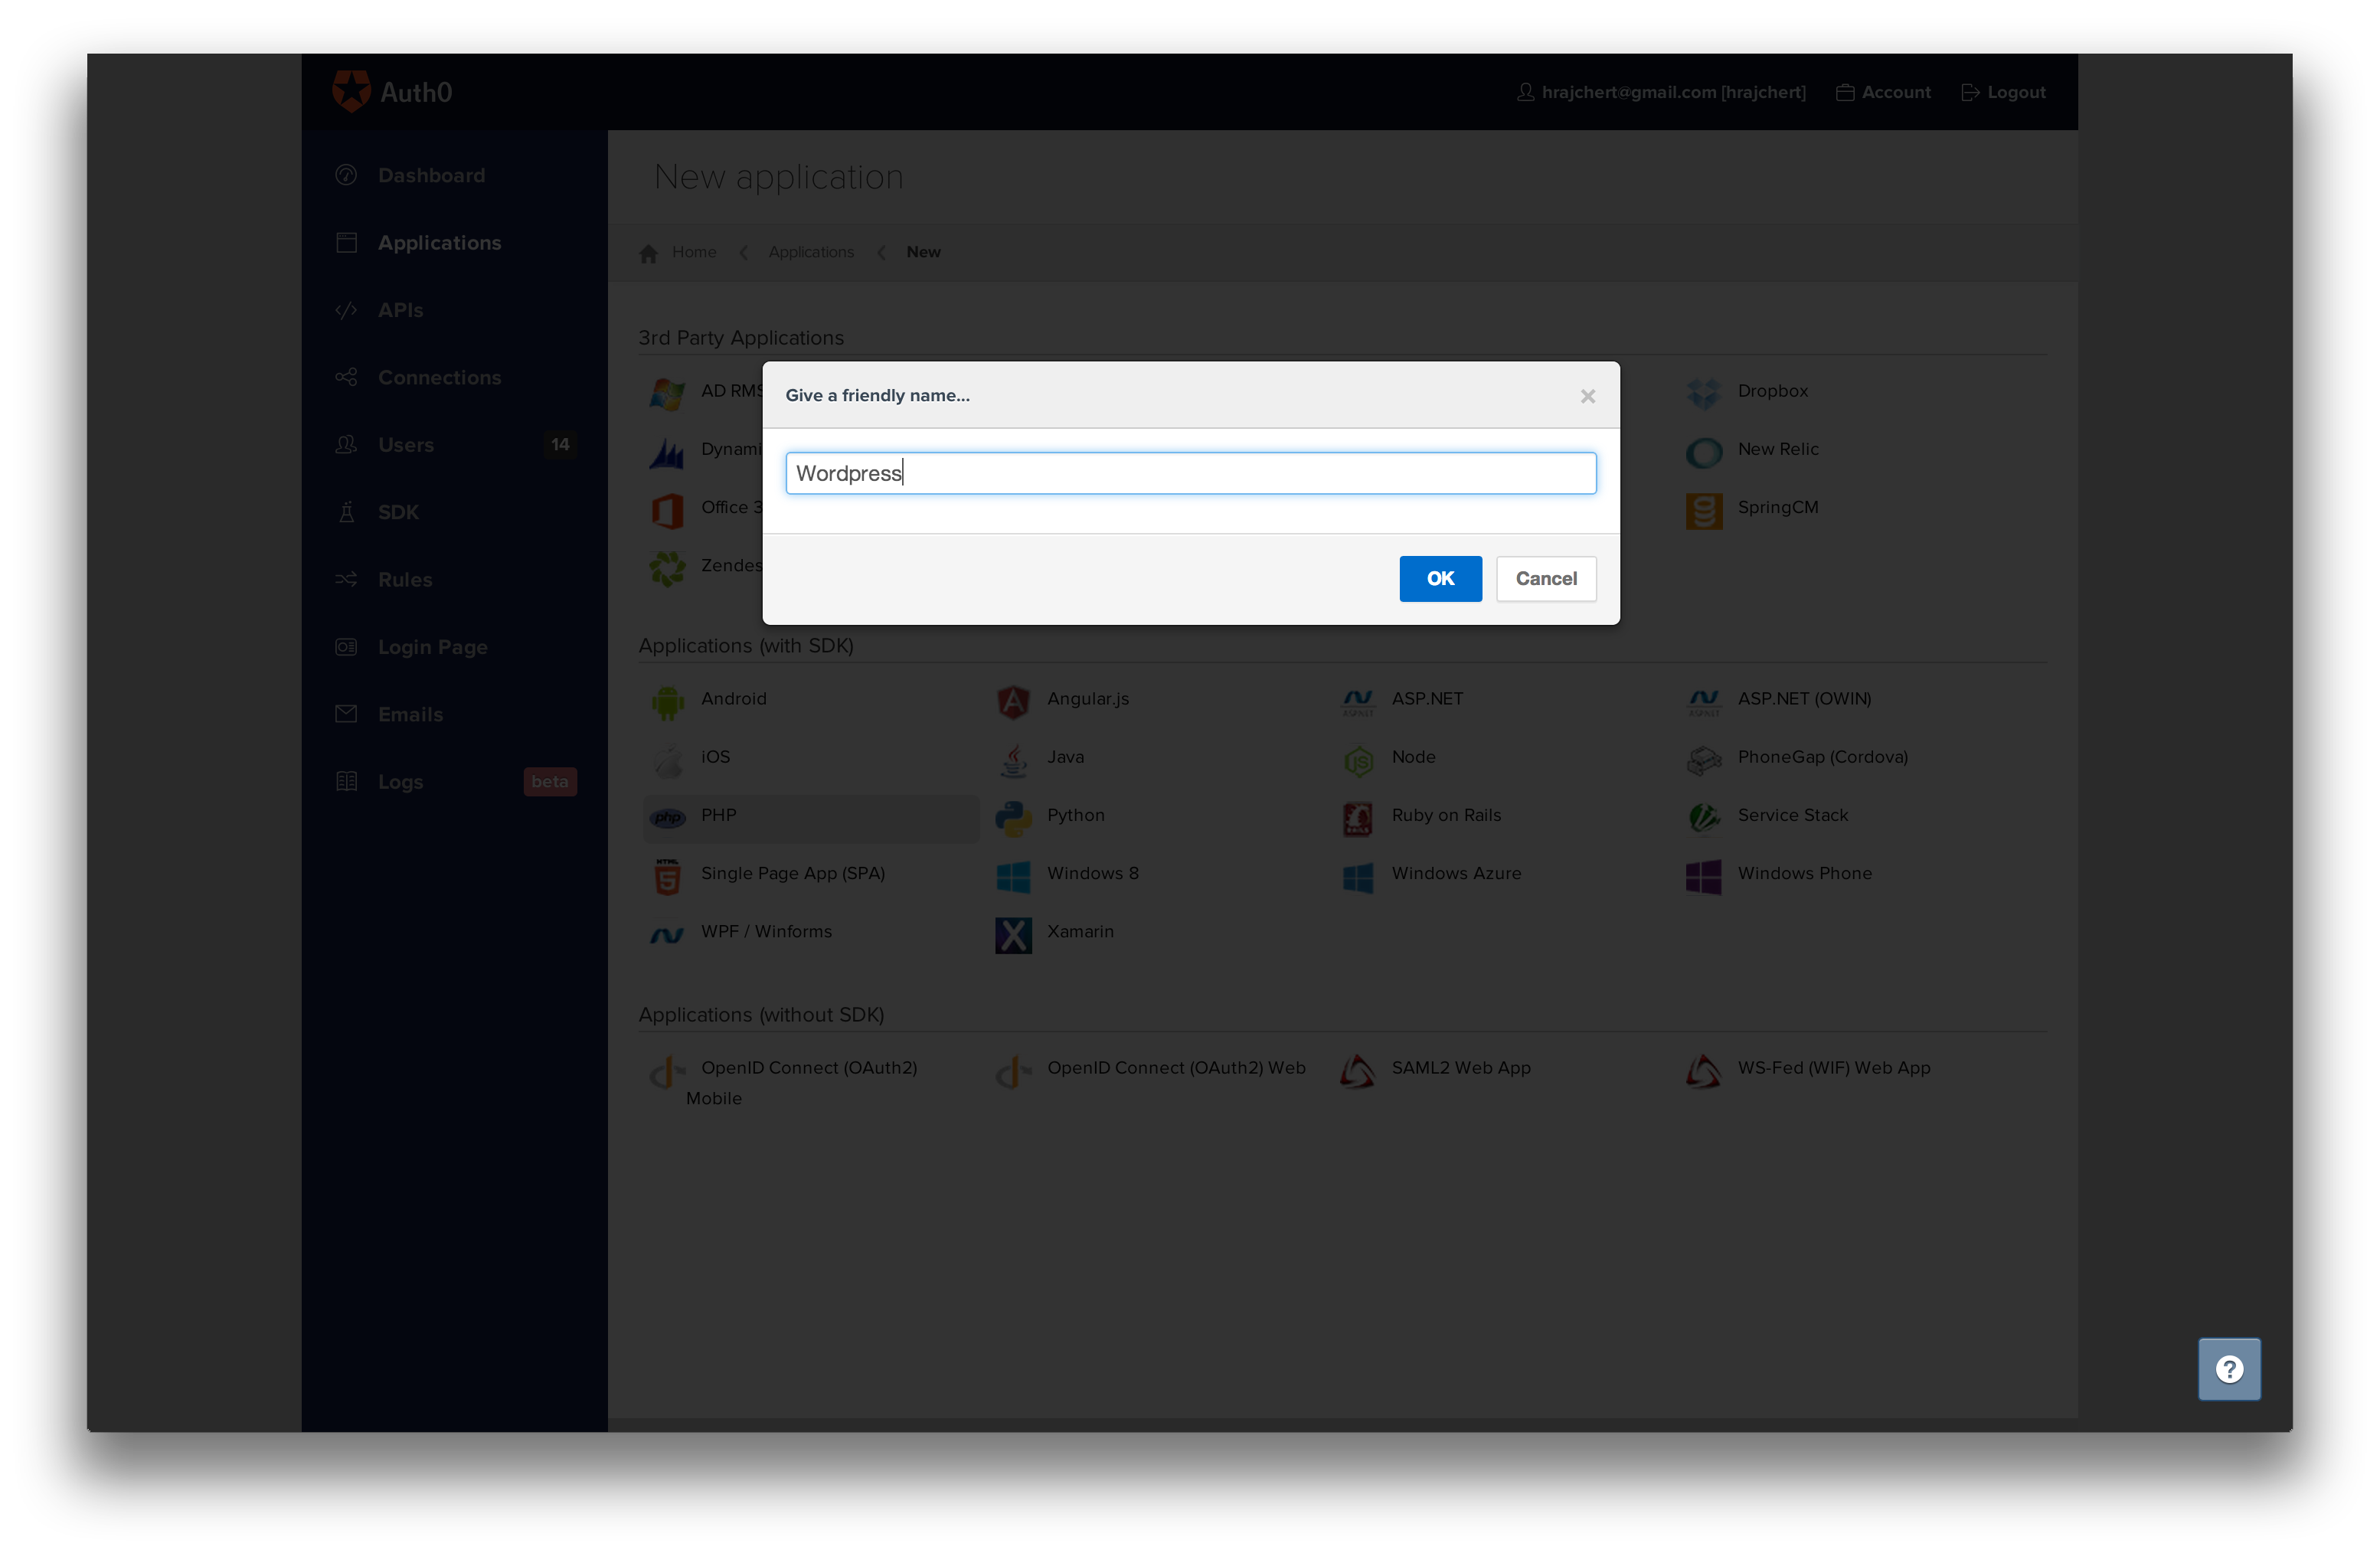 Auth0
hrajchert@gmail.com [hrajchert] Account Logout
Dashboard
Applications
APIs
Connections
Users 14
SDK
Rules
Login Page
Emails
Logs beta
New application
Home Applications New
3rd Party Applications
AD RMS
Dropbox
Dynami
New Relic
Office 3
SpringCM
Zendes
Give a friendly name...
Wordpress
OK Cancel
Applications (with SDK)
Android Angular.js ASP.NET ASP.NET (OWIN)
iOS Java Node PhoneGap (Cordova)
PHP Python Ruby on Rails Service Stack
Single Page App (SPA) Windows 8 Windows Azure Windows Phone
WPF / Winforms Xamarin
Applications (without SDK)
OpenID Connect (OAuth2) OpenID Connect (OAuth2) Web SAML2 Web App WS-Fed (WIF) Web App
Mobile